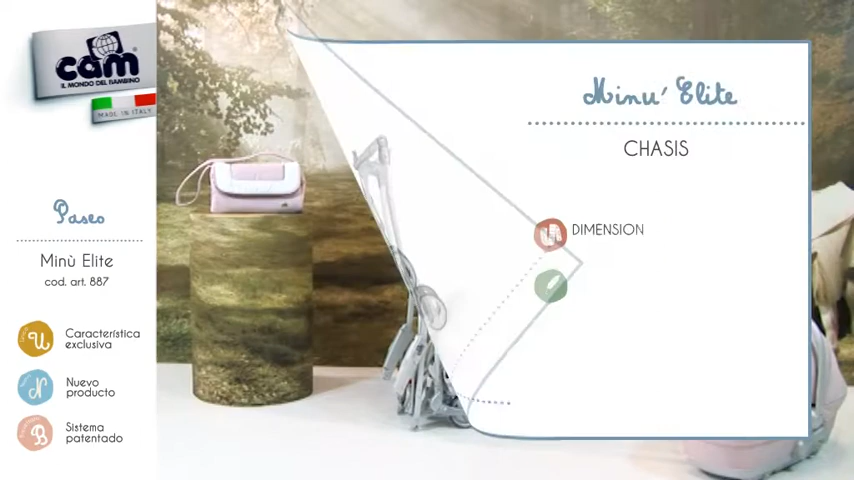 cam
IL MONDO DEL BAMBINO
MADE IN ITALY
Paseo
Minù Elite
cod. art. 887
Característica
exclusiva
Nuevo
producto
Sistema
patentado
Minu' Elite
CHASIS
DIMENSION